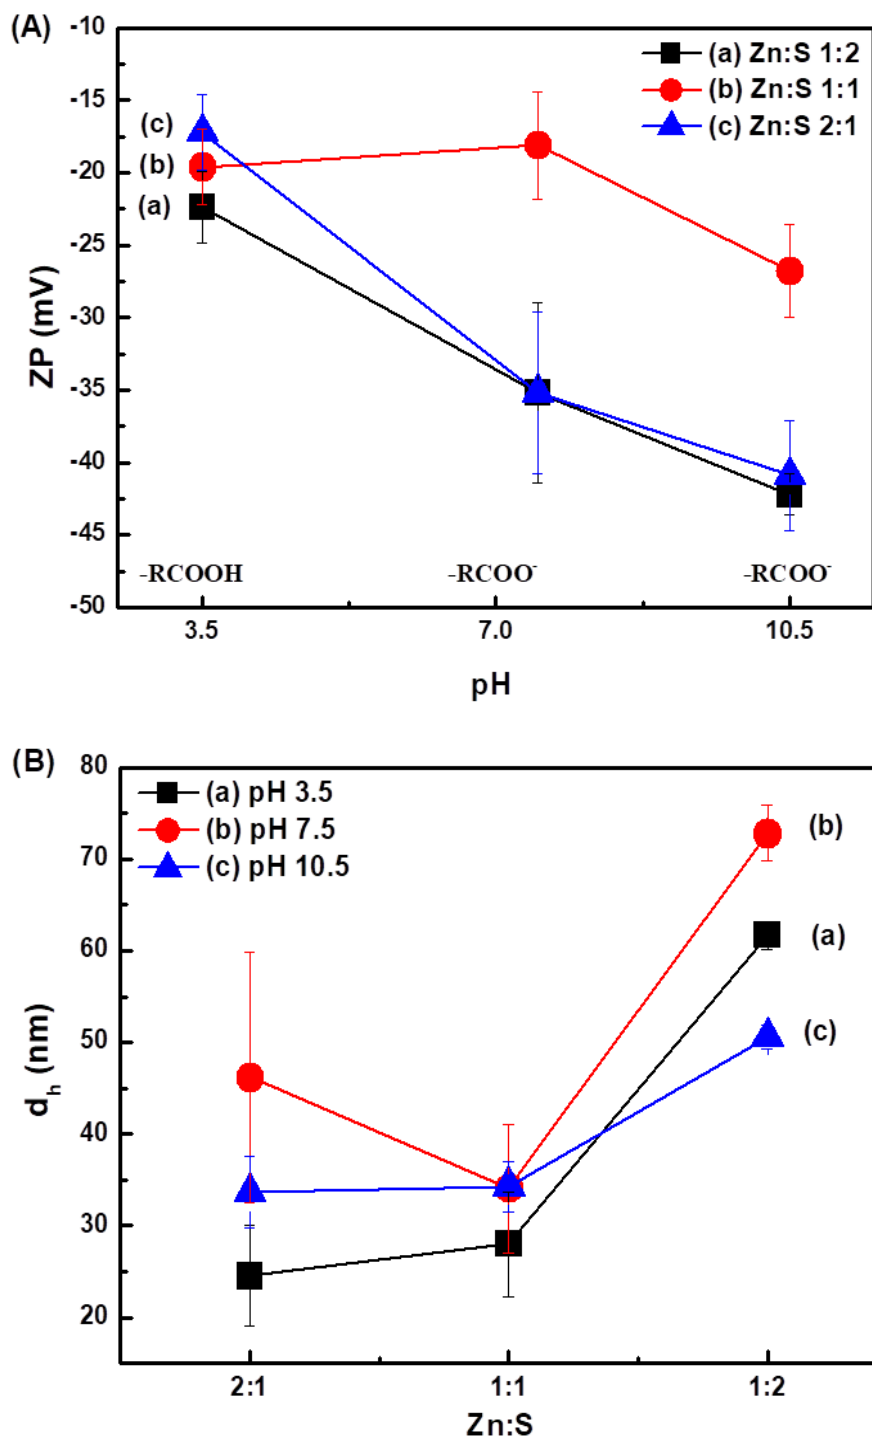 (A)
-10
-15
-20
-25
-30
-35
-40
-45
-50
ZP (mV)
(a) Zn:S 1:2
(b) Zn:S 1:1
(c) Zn:S 2:1
(c)
(b)
(a)
-RCOOH
-RCOO⁻
-RCOO⁻
3.5
7.0
10.5
pH
(B)
80
70
60
50
40
30
20
dₕ (nm)
(a) pH 3.5
(b) pH 7.5
(c) pH 10.5
(b)
(a)
(c)
2:1
1:1
1:2
Zn:S